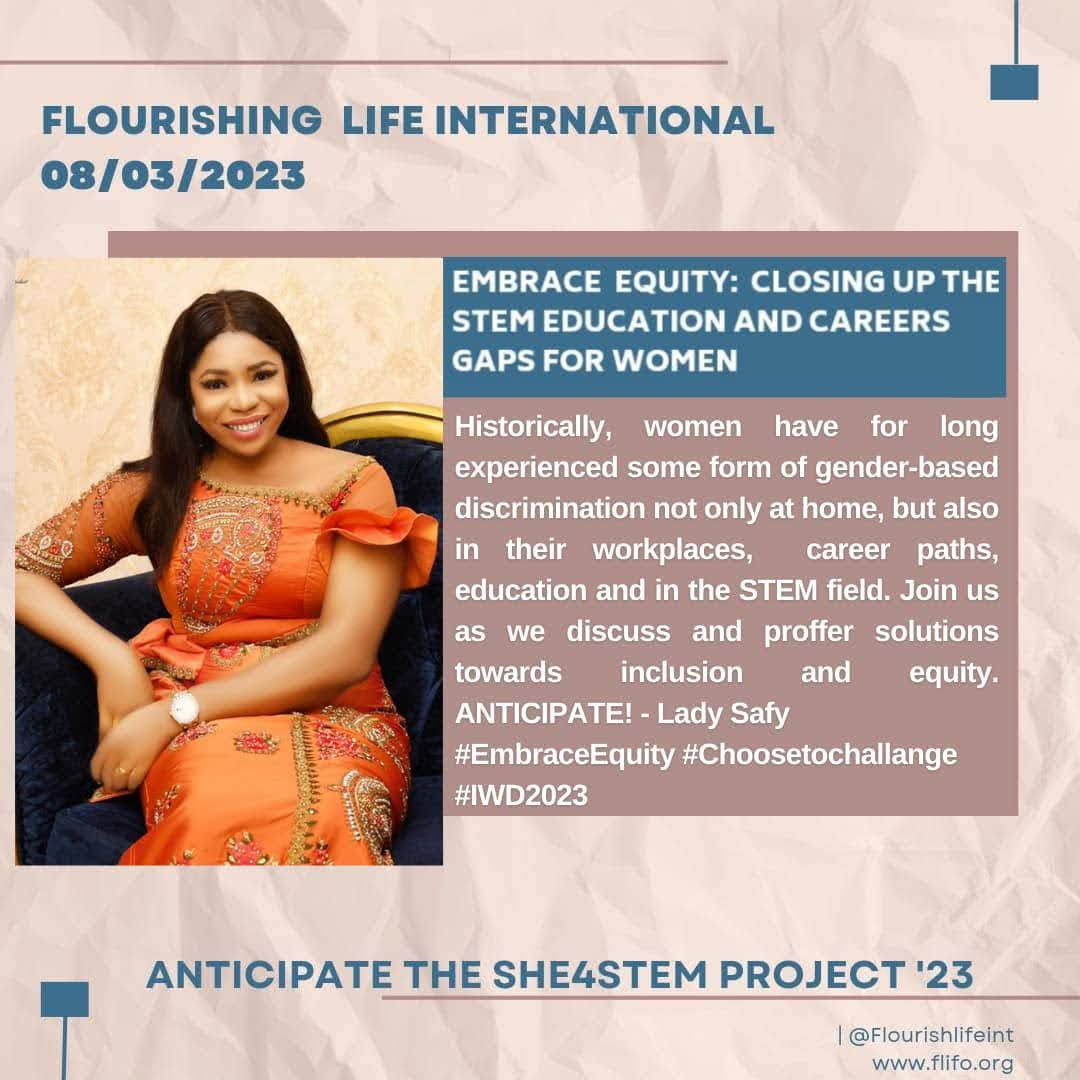 FLOURISHING LIFE INTERNATIONAL
08/03/2023
EMBRACE EQUITY: CLOSING UP THE
STEM EDUCATION AND CAREERS
GAPS FOR WOMEN
Historically, women have for long
experienced some form of gender-based
discrimination not only at home, but also
in their workplaces, career paths,
education and in the STEM field. Join us
as we discuss and proffer solutions
towards inclusion and equity.
ANTICIPATE! - Lady Safy
#EmbraceEquity #Choosetochallange
#IWD2023
ANTICIPATE THE SHE4STEM PROJECT '23
| @Flourishlifeint
www.flifo.org